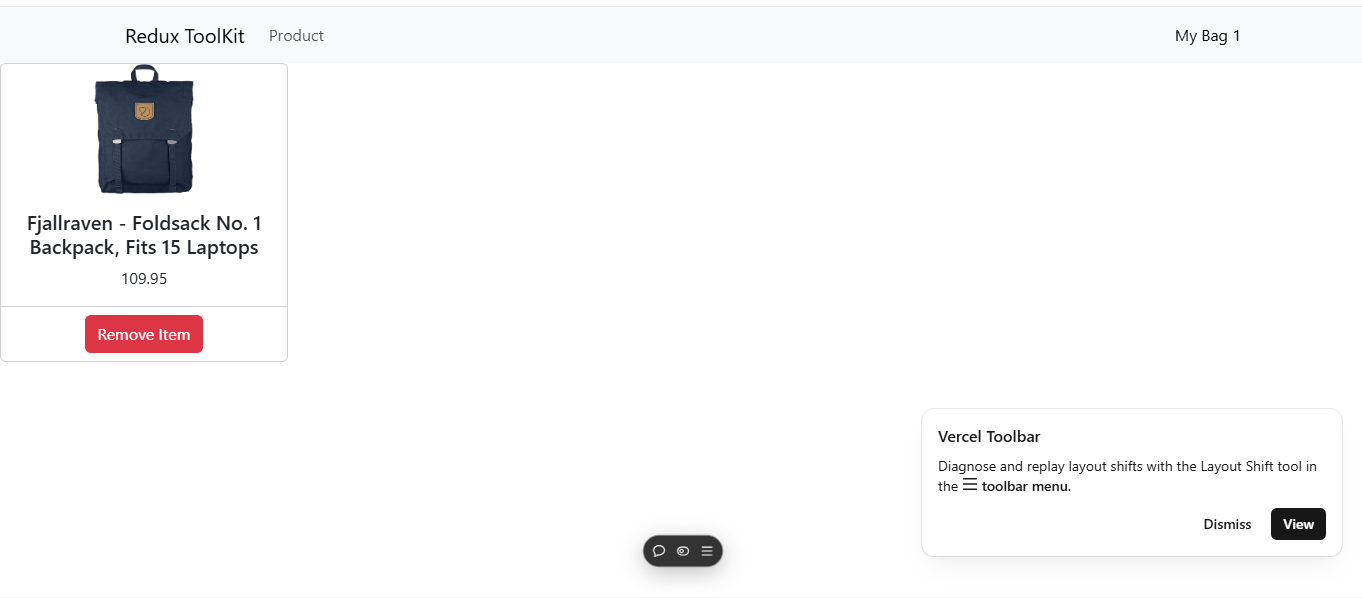 Redux ToolKit Product My Bag 1
Fjallraven - Foldsack No. 1
Backpack, Fits 15 Laptops
109.95
Remove Item
Vercel Toolbar
Diagnose and replay layout shifts with the Layout Shift tool in
the toolbar menu.
Dismiss View